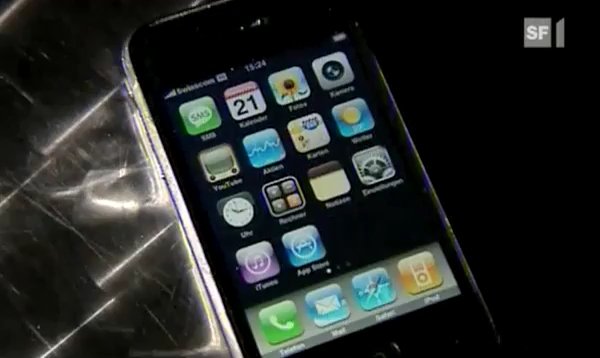 SF1
15:24
Swisscom
SMS
21
Kalender
Fotos
Kamera
SMS
YouTube
Aktien
Karten
Wetter
Uhr
Rechner
Notizen
Einstellungen
iTunes
App Store
Telefon
Mail
Safari
iPod